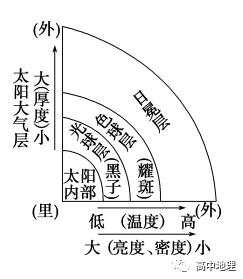 (外)
太阳大气层
大(厚度)小
日冕层
色球层
光球层
太阳内部
(黑子)
(耀斑)
(里)
(外)
低 (温度) 高
大 (亮度、密度) 小
高中地理